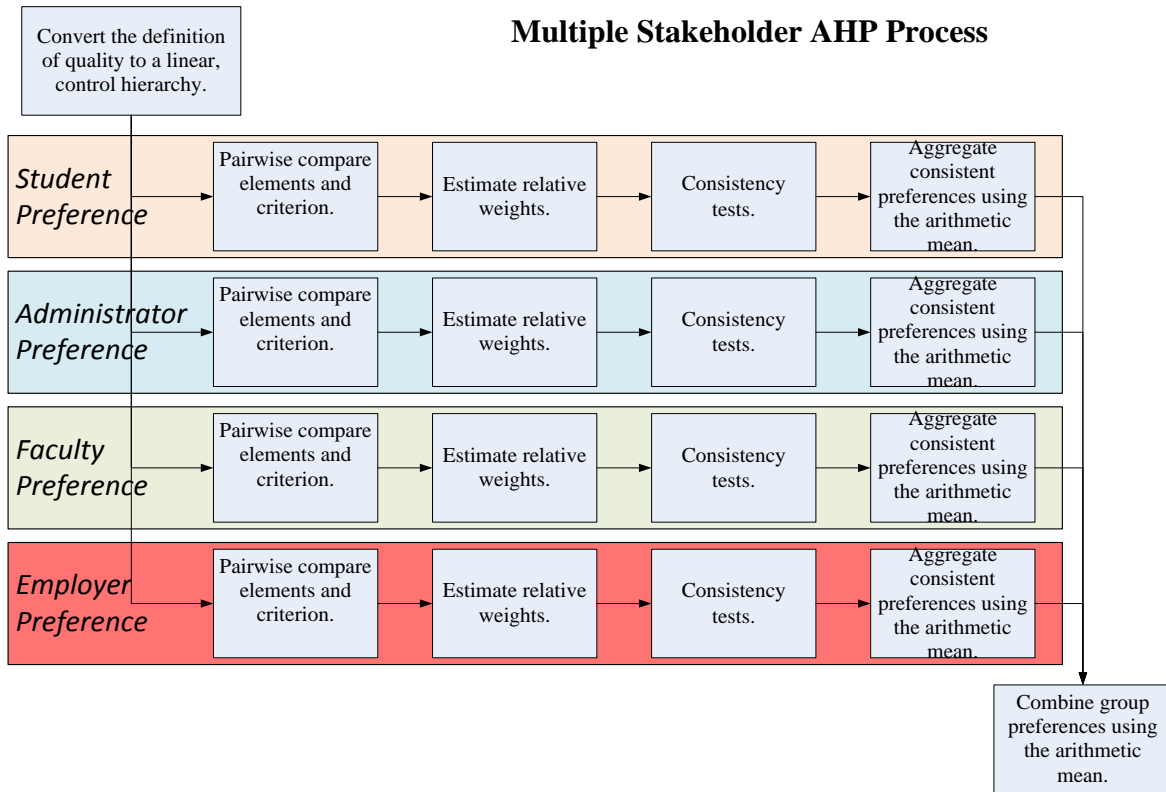 Multiple Stakeholder AHP Process
Convert the definition
of quality to a linear,
control hierarchy.
Student
Preference
Pairwise compare
elements and
criterion.
Estimate relative
weights.
Consistency
tests.
Aggregate
consistent
preferences using
the arithmetic
mean.
Administrator
Preference
Pairwise compare
elements and
criterion.
Estimate relative
weights.
Consistency
tests.
Aggregate
consistent
preferences using
the arithmetic
mean.
Faculty
Preference
Pairwise compare
elements and
criterion.
Estimate relative
weights.
Consistency
tests.
Aggregate
consistent
preferences using
the arithmetic
mean.
Employer
Preference
Pairwise compare
elements and
criterion.
Estimate relative
weights.
Consistency
tests.
Aggregate
consistent
preferences using
the arithmetic
mean.
Combine group
preferences using
the arithmetic
mean.